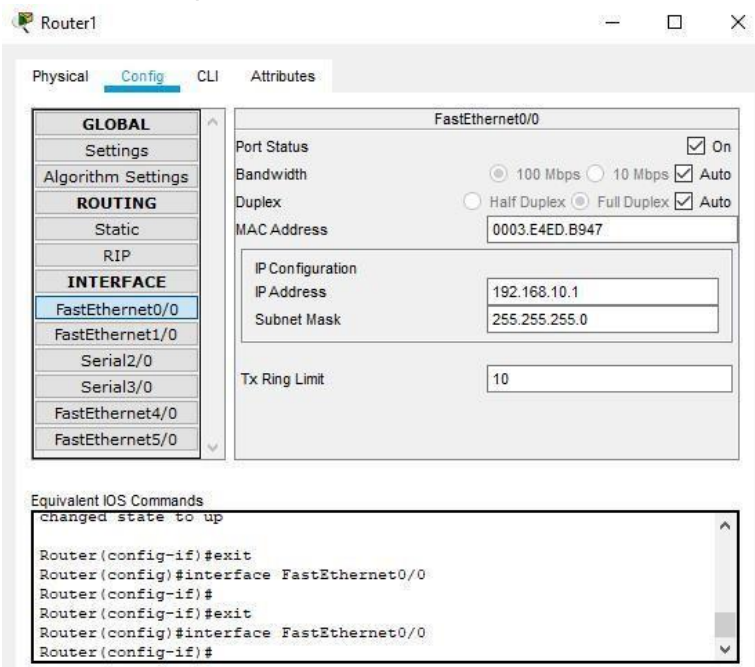 Router1
Physical Config CLI Attributes
GLOBAL
Settings
Algorithm Settings
ROUTING
Static
RIP
INTERFACE
FastEthernet0/0
FastEthernet1/0
Serial2/0
Serial3/0
FastEthernet4/0
FastEthernet5/0
FastEthernet0/0
Port Status On
Bandwidth 100 Mbps 10 Mbps Auto
Duplex Half Duplex Full Duplex Auto
MAC Address 0003.E4ED.B947
IP Configuration
IP Address 192.168.10.1
Subnet Mask 255.255.255.0
Tx Ring Limit 10
Equivalent IOS Commands
changed state to up
Router(config-if)#exit
Router(config)#interface FastEthernet0/0
Router(config-if)#
Router(config-if)#exit
Router(config)#interface FastEthernet0/0
Router(config-if)#